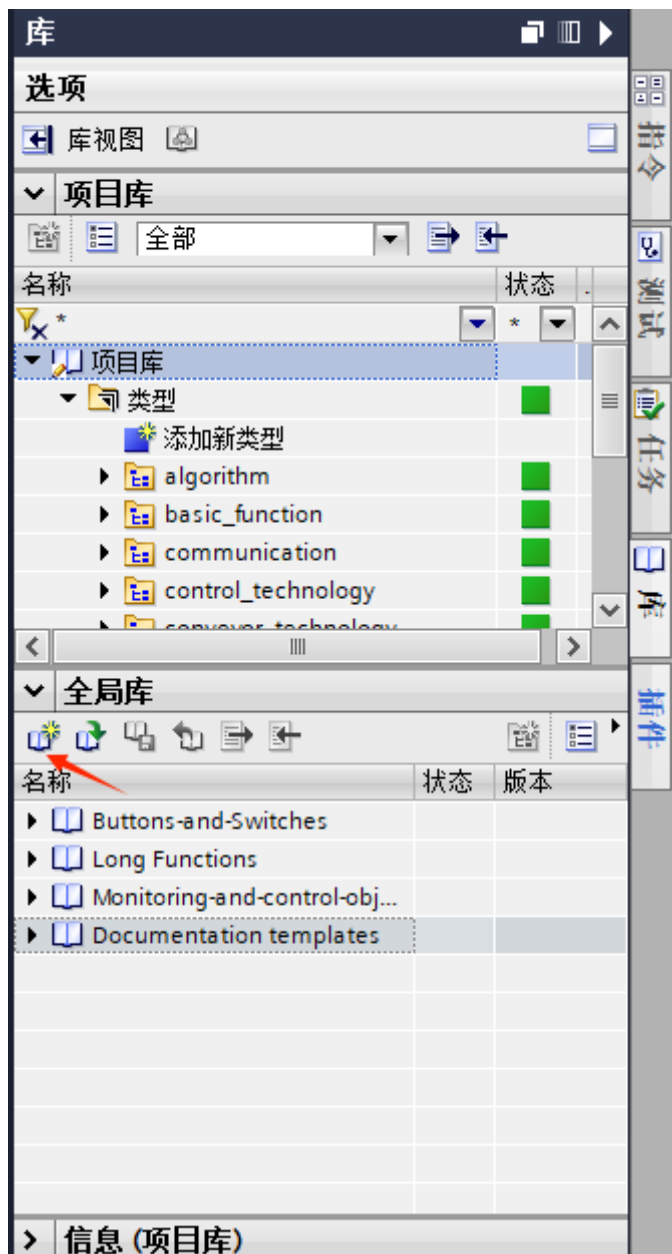 库
选项
库视图
项目库
全部
名称 状态 .
* *
项目库
类型
添加新类型
algorithm
basic_function
communication
control_technology
conveyor_technology
全局库
名称 状态 版本
Buttons-and-Switches
Long Functions
Monitoring-and-control-obj...
Documentation templates
信息 (项目库)
指令
测试
任务
库
插件